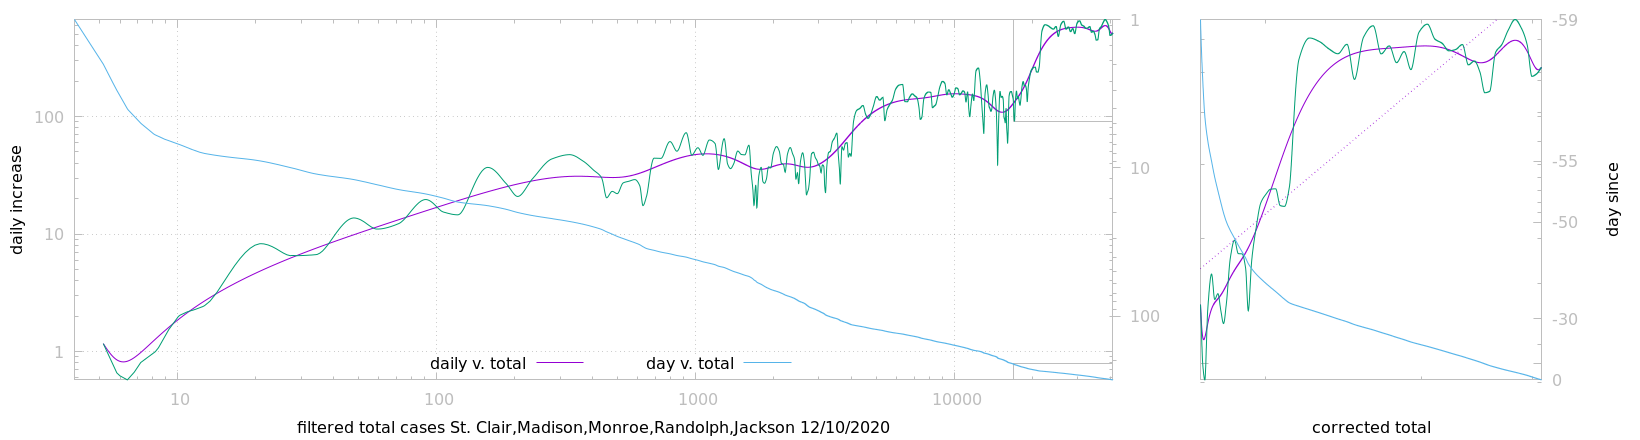 daily increase
100
10
1
10
100
1000
10000
1
10
100
daily v. total
day v. total
filtered total cases St. Clair,Madison,Monroe,Randolph,Jackson 12/10/2020
-59
-55
-50
-30
0
day since
corrected total